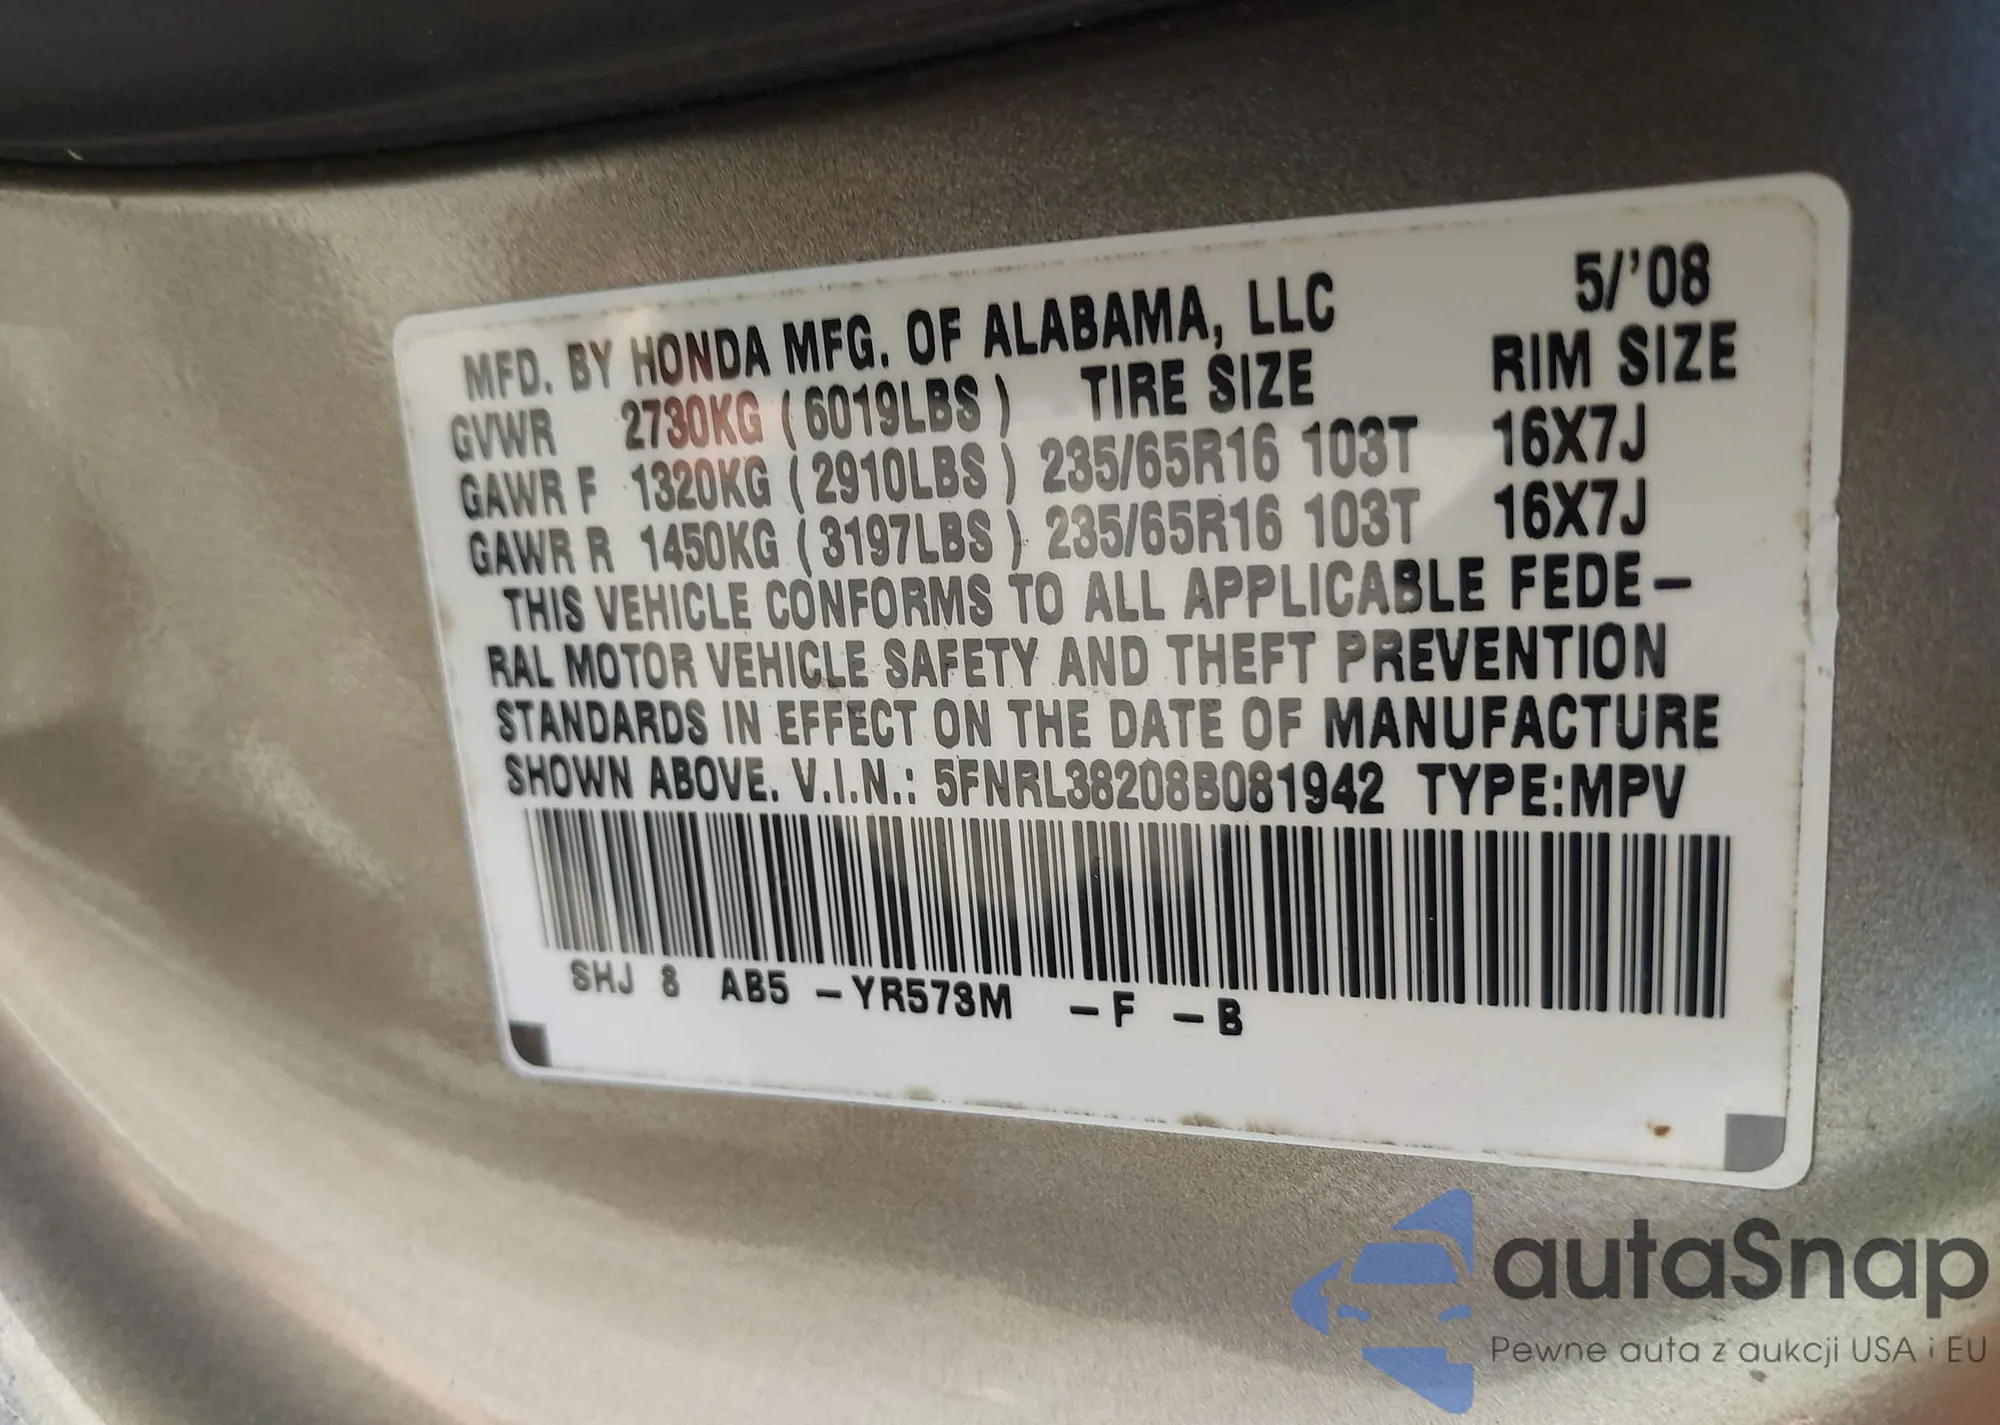 MFD. BY HONDA MFG. OF ALABAMA, LLC 5/'08
GVWR 2730KG ( 6019LBS ) TIRE SIZE RIM SIZE
GAWR F 1320KG ( 2910LBS ) 235/65R16 103T 16X7J
GAWR R 1450KG ( 3197LBS ) 235/65R16 103T 16X7J
THIS VEHICLE CONFORMS TO ALL APPLICABLE FEDE-
RAL MOTOR VEHICLE SAFETY AND THEFT PREVENTION
STANDARDS IN EFFECT ON THE DATE OF MANUFACTURE
SHOWN ABOVE. V.I.N.: 5FNRL38208B081942 TYPE:MPV
SHJ 8 AB5 -YR573M -F -B
autaSnap
Pewne auta z aukcji USA i EU